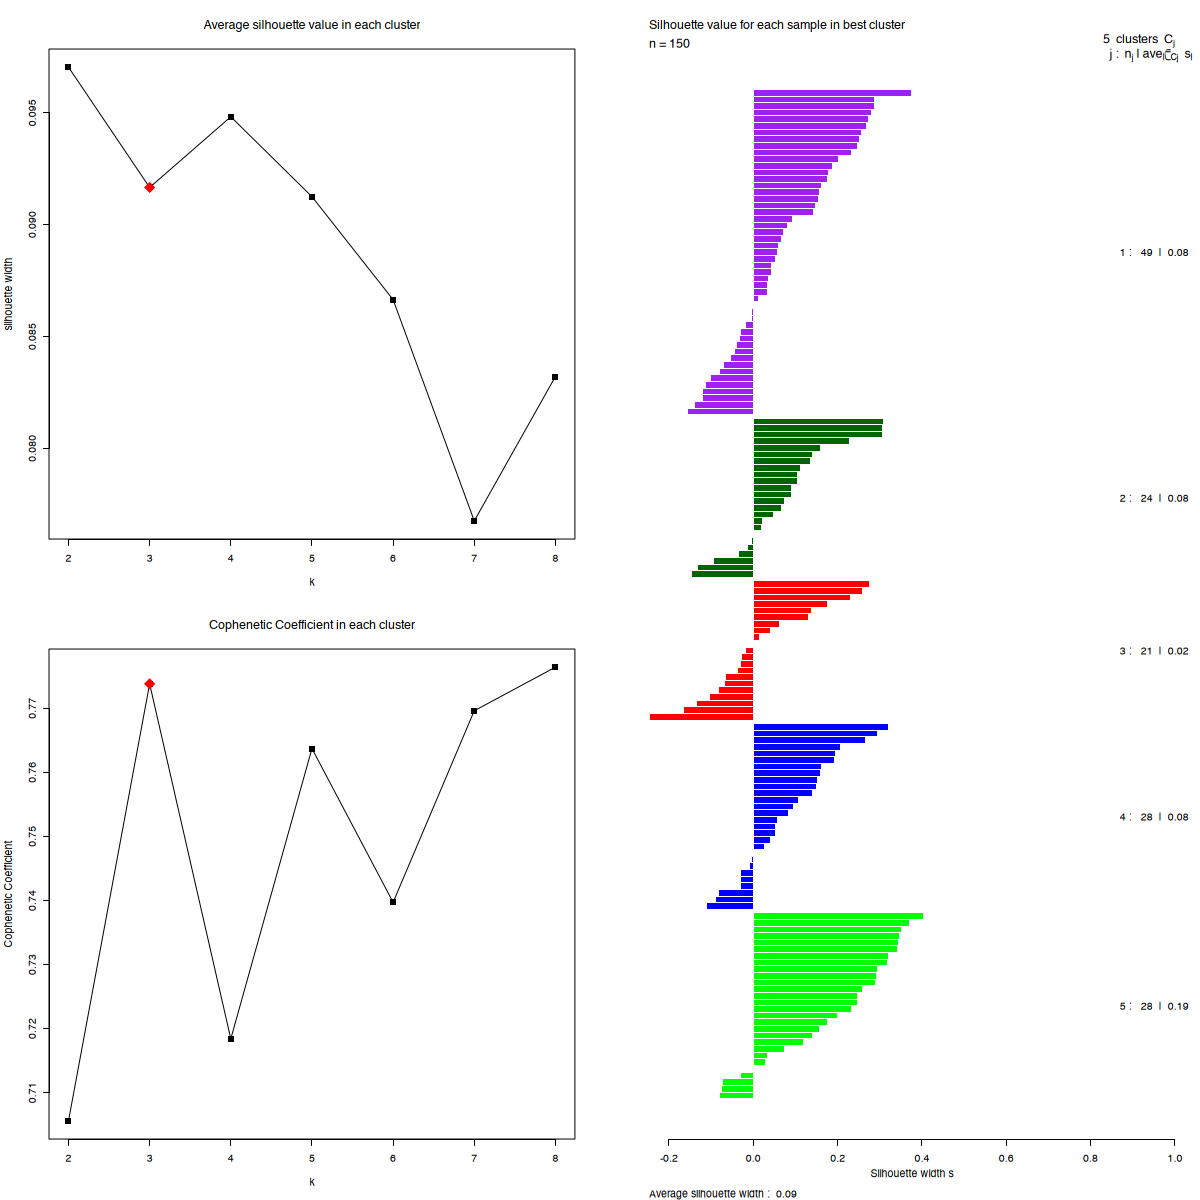 Average silhouette value in each cluster
0.095
0.090
0.085
0.080
silhouette width
2 3 4 5 6 7 8
k
Cophenetic Coefficient in each cluster
0.77
0.76
0.75
0.74
0.73
0.72
0.71
Cophenetic Coefficient
2 3 4 5 6 7 8
k
Silhouette value for each sample in best cluster
n = 150
5 clusters Cj
j : nj | ave
1 : 49 | 0.08
2 : 24 | 0.08
3 : 21 | 0.02
4 : 28 | 0.08
5 : 28 | 0.19
-0.2 0.0 0.2 0.4 0.6 0.8 1.0
Silhouette width s
Average silhouette width : 0.09